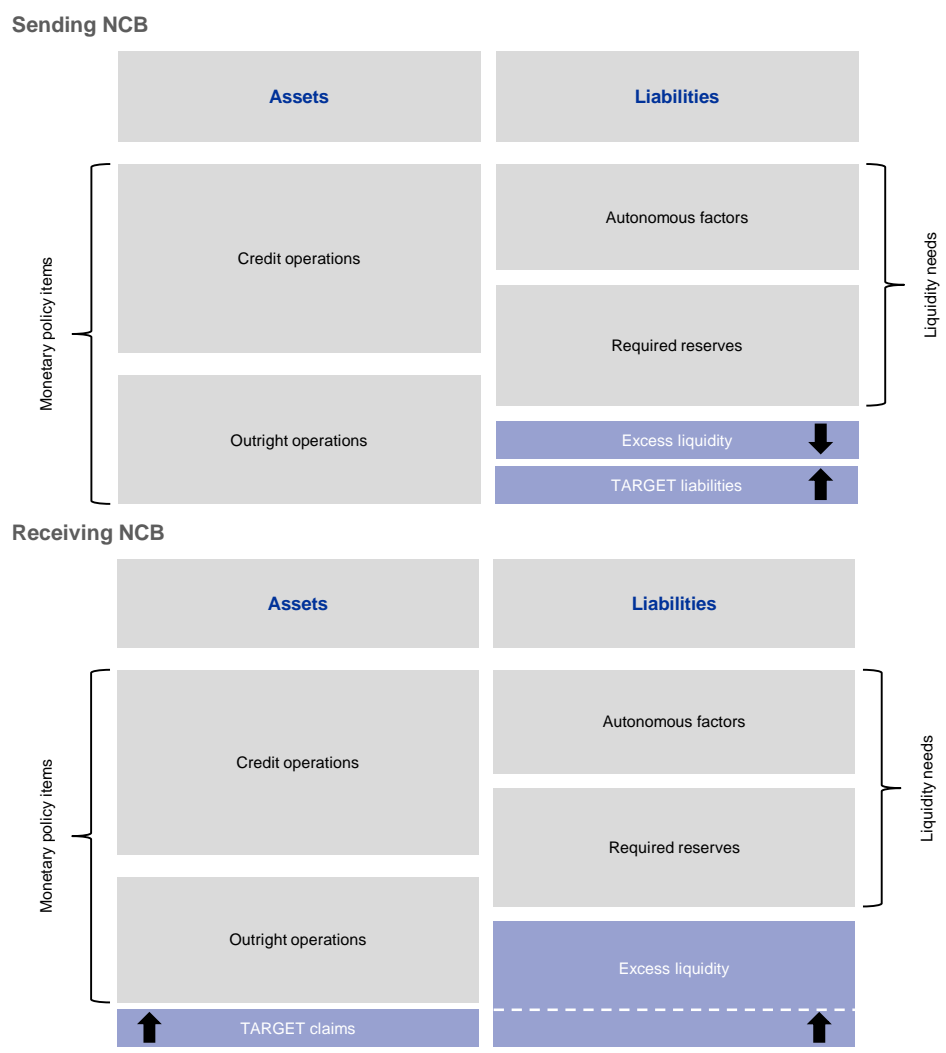 Sending NCB
Assets
Liabilities
Monetary policy items
Credit operations
Autonomous factors
Liquidity needs
Required reserves
Outright operations
Excess liquidity
TARGET liabilities
Receiving NCB
Assets
Liabilities
Monetary policy items
Credit operations
Autonomous factors
Liquidity needs
Required reserves
Outright operations
Excess liquidity
TARGET claims